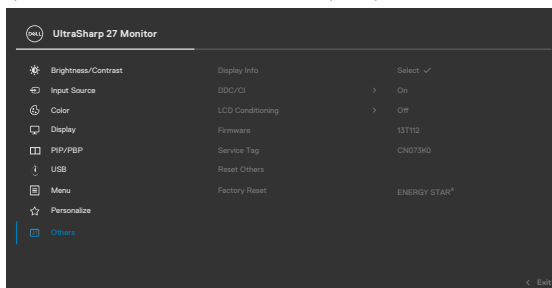 DELL UltraSharp 27 Monitor
Brightness/Contrast Display Info Select ✓
Input Source DDC/CI > On
Color LCD Conditioning > Off
Display Firmware 13T112
PIP/PBP Service Tag CN073K0
USB Reset Others
Menu Factory Reset ENERGY STAR®
Personalize
Others
< Exit